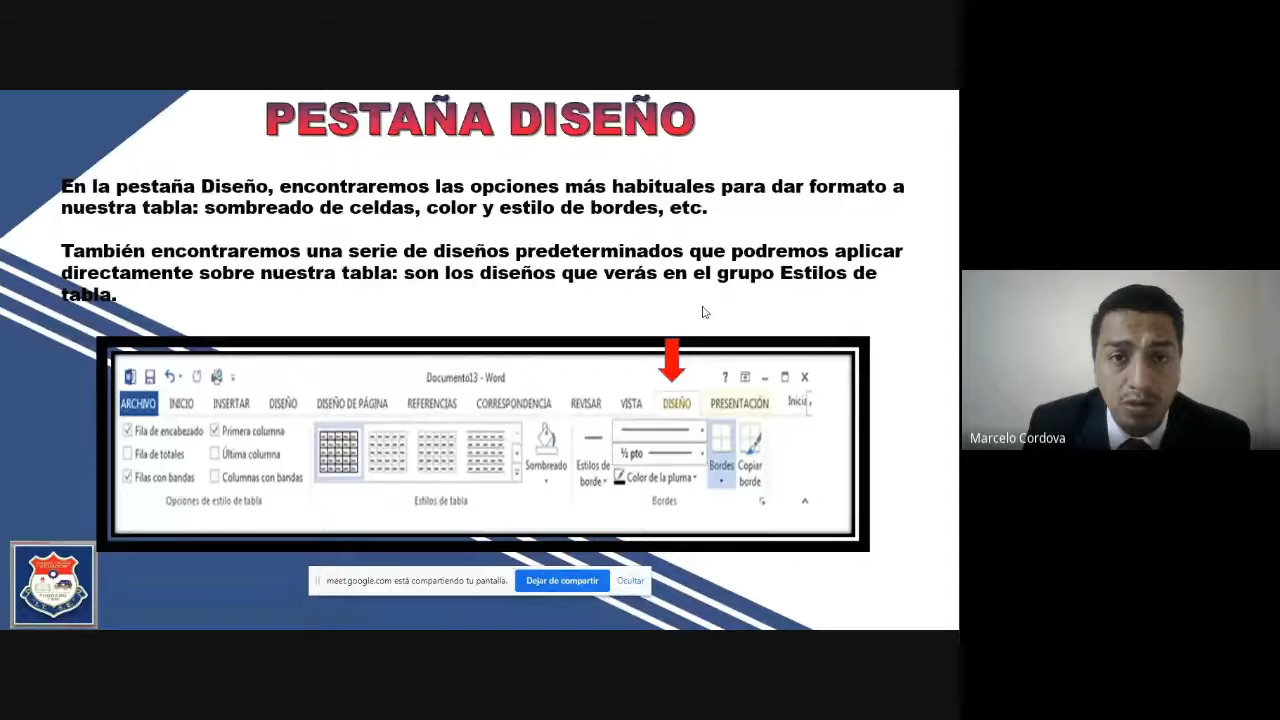 PESTAÑA DISEÑO
En la pestaña Diseño, encontraremos las opciones más habituales para dar formato a
nuestra tabla: sombreado de celdas, color y estilo de bordes, etc.
También encontraremos una serie de diseños predeterminados que podremos aplicar
directamente sobre nuestra tabla: son los diseños que verás en el grupo Estilos de
tabla.
Documento13 - Word
ARCHIVO INICIO INSERTAR DISEÑO DISEÑO DE PÁGINA REFERENCIAS CORRESPONDENCIA REVISAR VISTA DISEÑO PRESENTACIÓN Inici
Fila de encabezado Primera columna
Fila de totales Última columna
Filas con bandas Columnas con bandas
Opciones de estilo de tabla
Estilos de tabla
Sombreado
Estilos de
borde
½ pto
Color de la pluma
Bordes
Copiar
borde
Bordes
meet.google.com está compartiendo tu pantalla.
Dejar de compartir
Ocultar
Marcelo Cordova